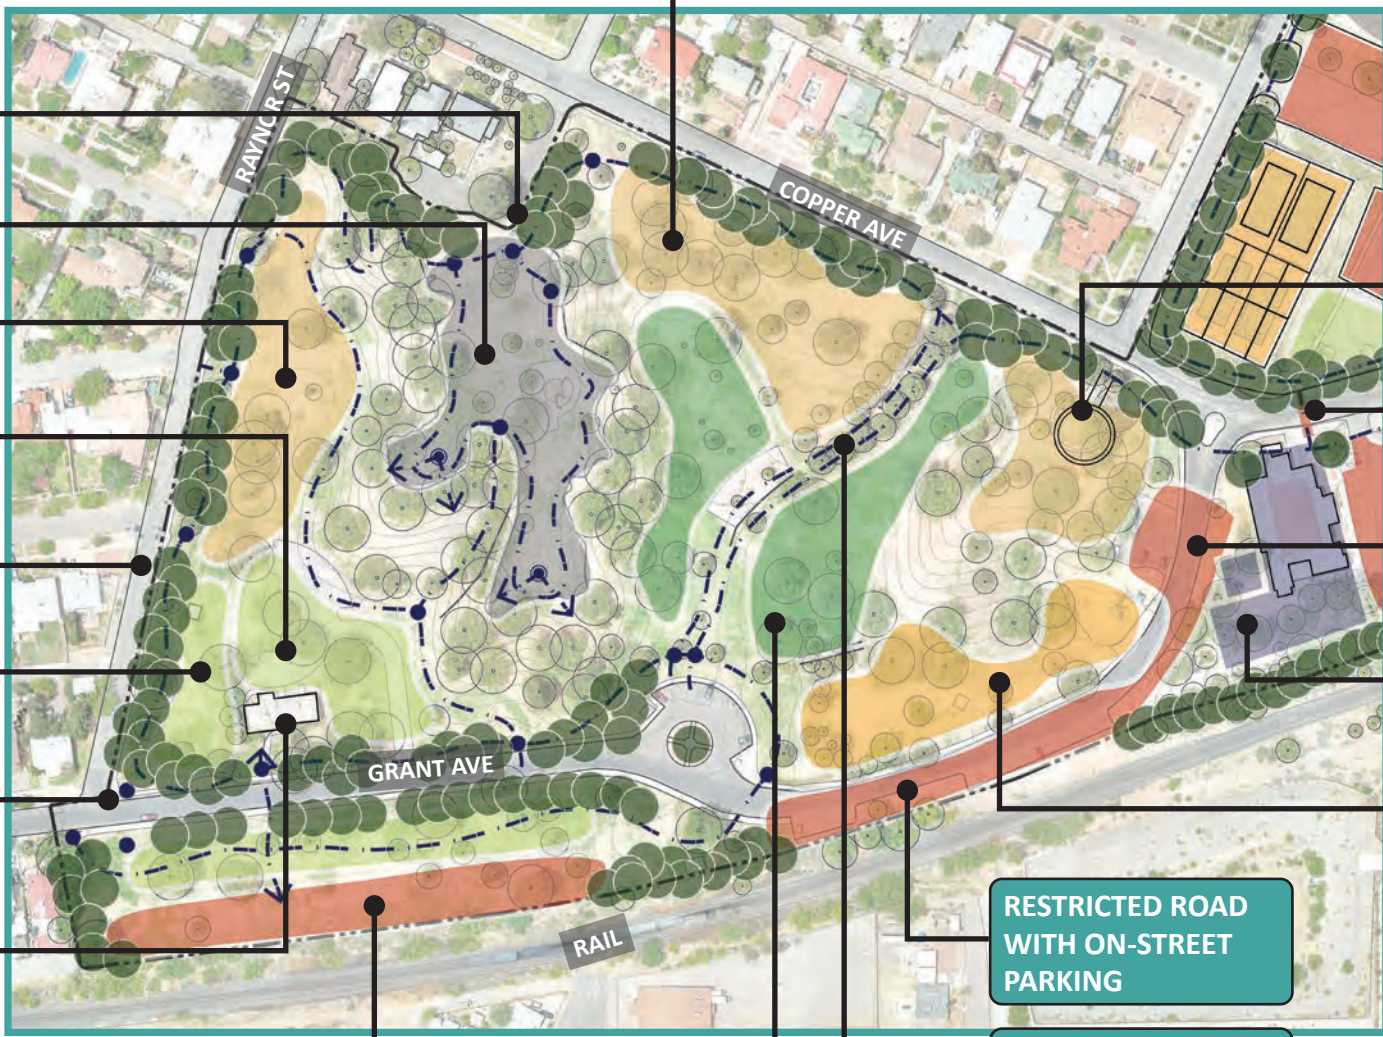 RAYNOR ST
COPPER AVE
GRANT AVE
RAIL
RESTRICTED ROAD
WITH ON-STREET
PARKING